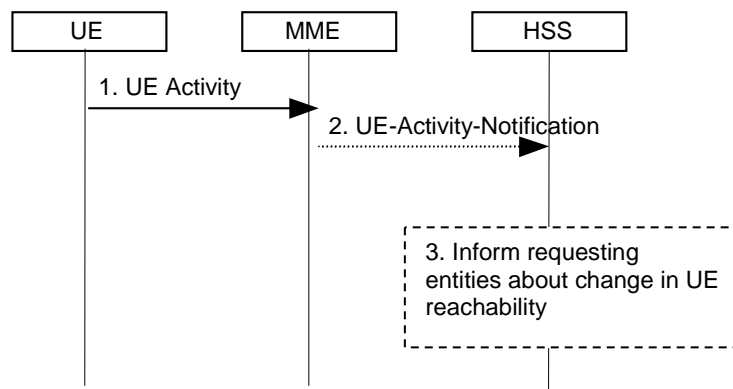 UE
MME
HSS
1. UE Activity
2. UE-Activity-Notification
3. Inform requesting
entities about change in UE
reachability